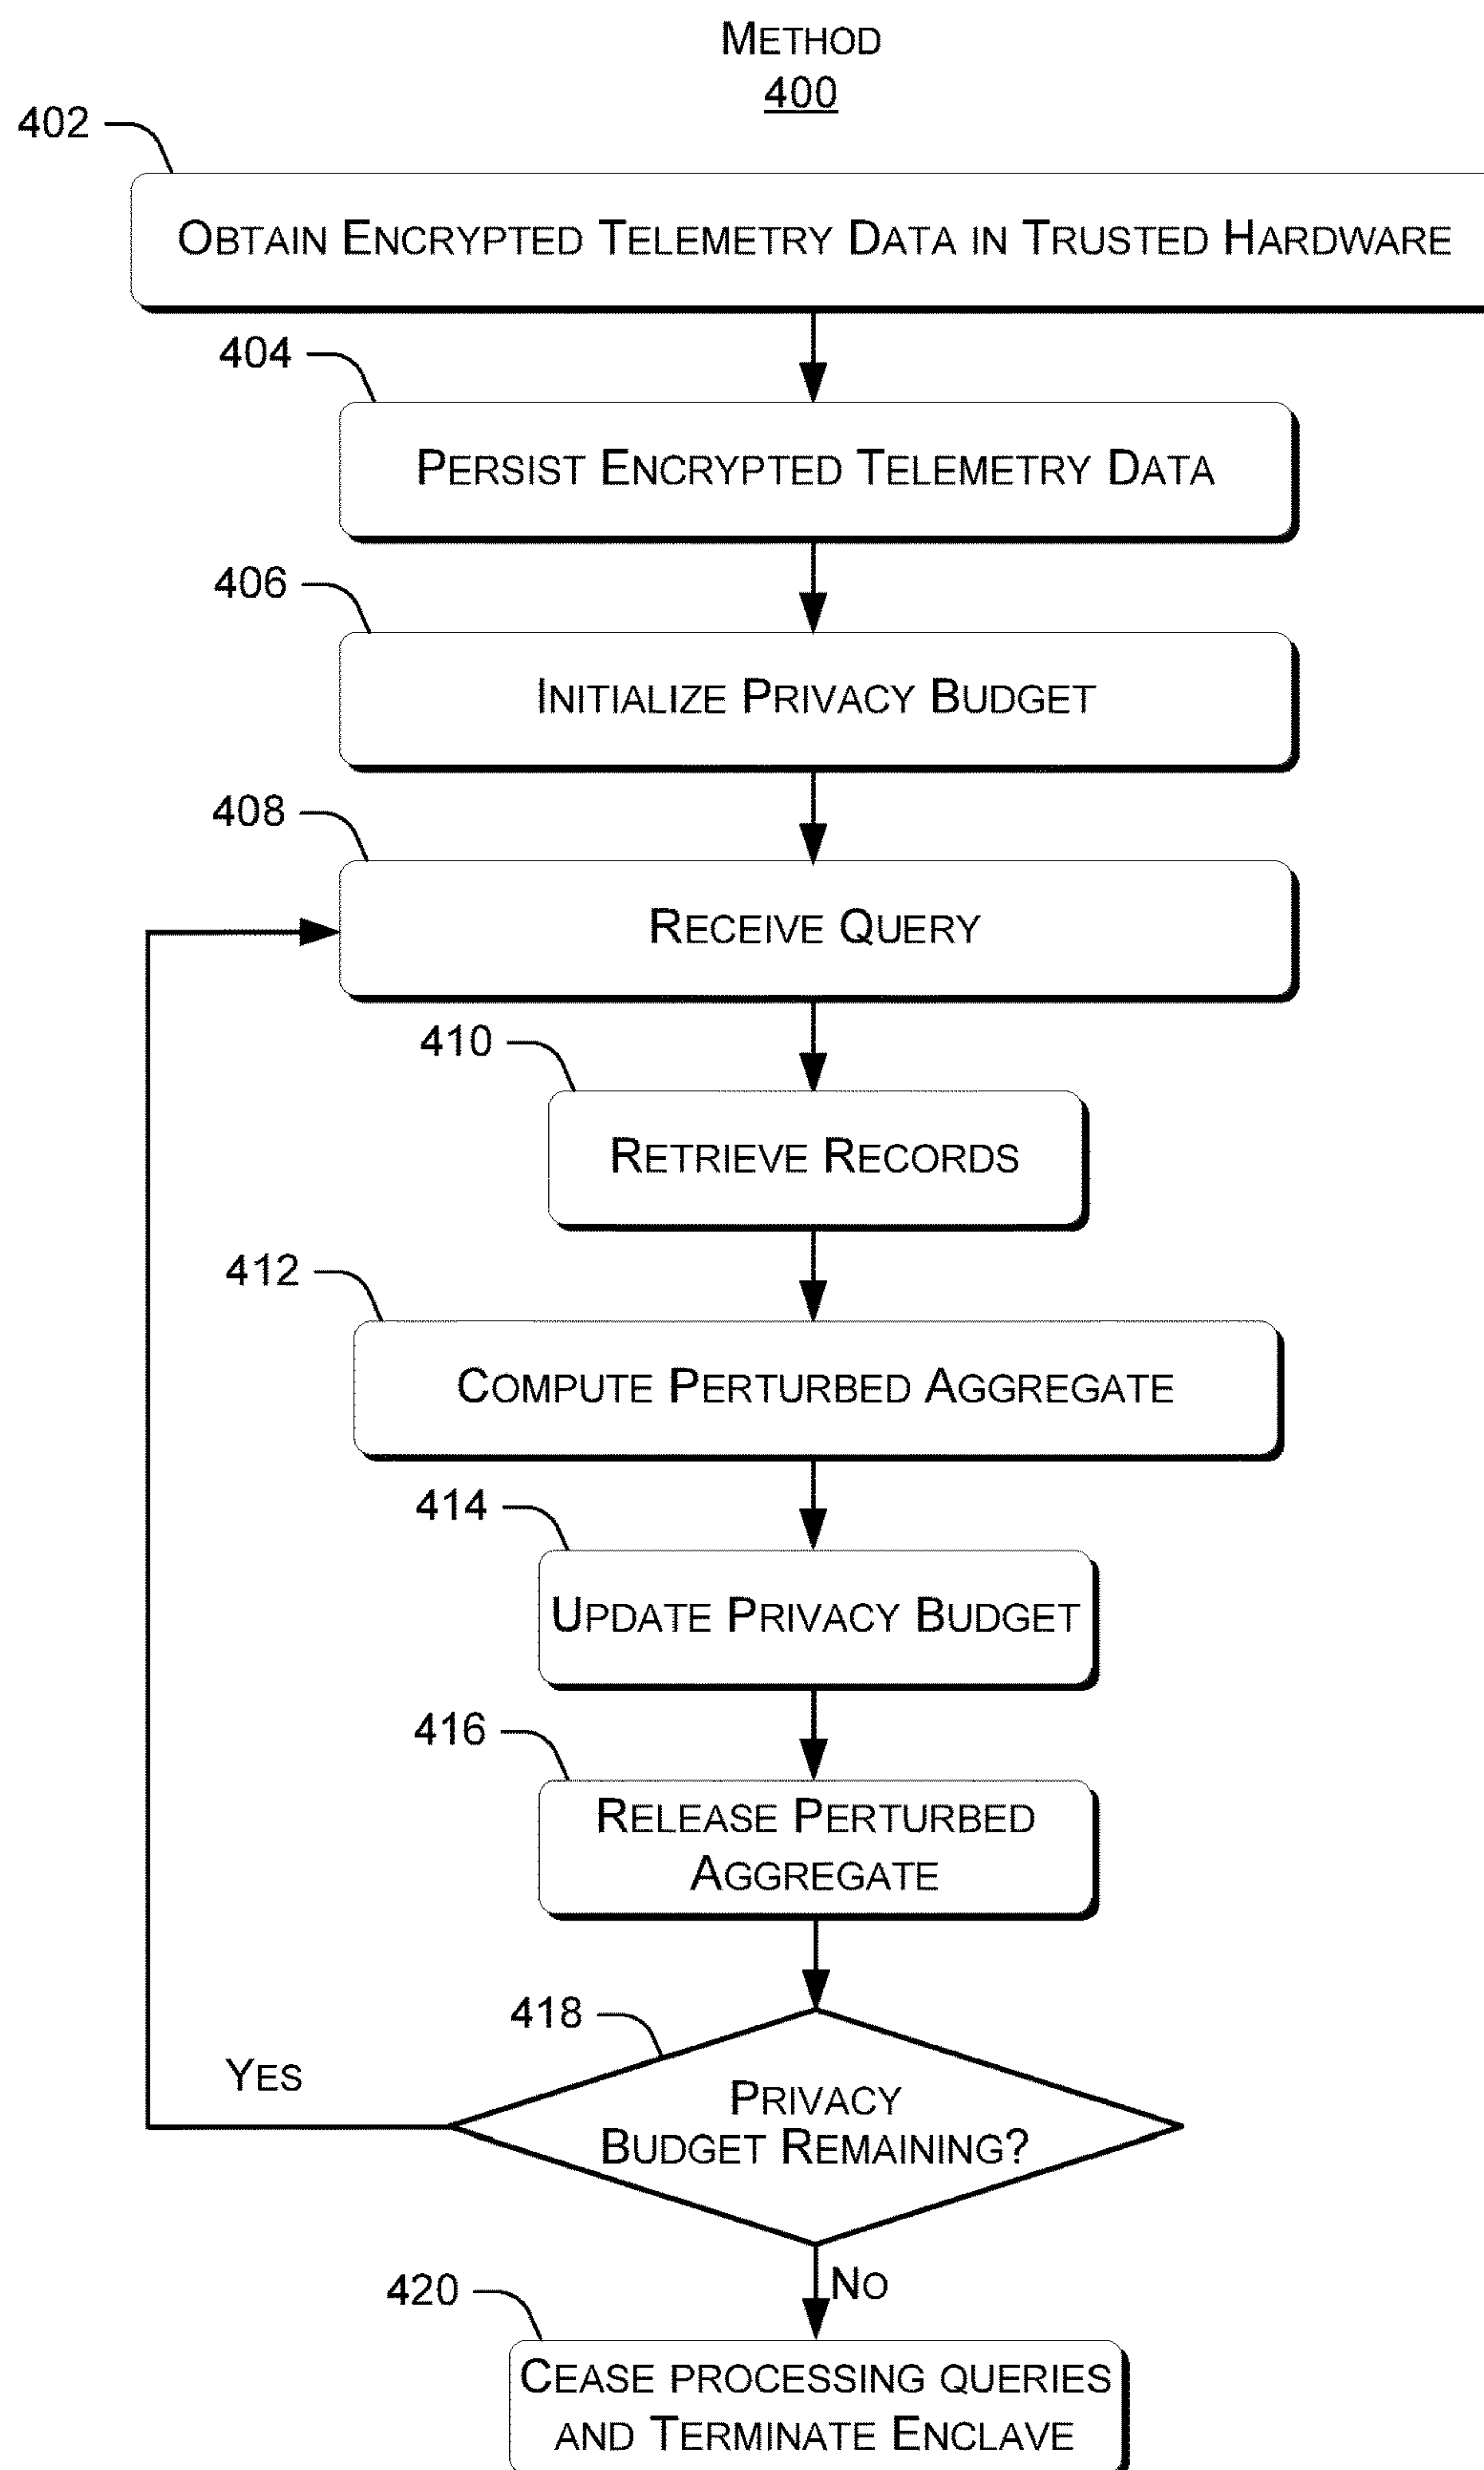 METHOD
400
402
OBTAIN ENCRYPTED TELEMETRY DATA IN TRUSTED HARDWARE
404
PERSIST ENCRYPTED TELEMETRY DATA
406
INITIALIZE PRIVACY BUDGET
408
RECEIVE QUERY
410
RETRIEVE RECORDS
412
COMPUTE PERTURBED AGGREGATE
414
UPDATE PRIVACY BUDGET
416
RELEASE PERTURBED
AGGREGATE
418
YES
PRIVACY
BUDGET REMAINING?
NO
420
CEASE PROCESSING QUERIES
AND TERMINATE ENCLAVE